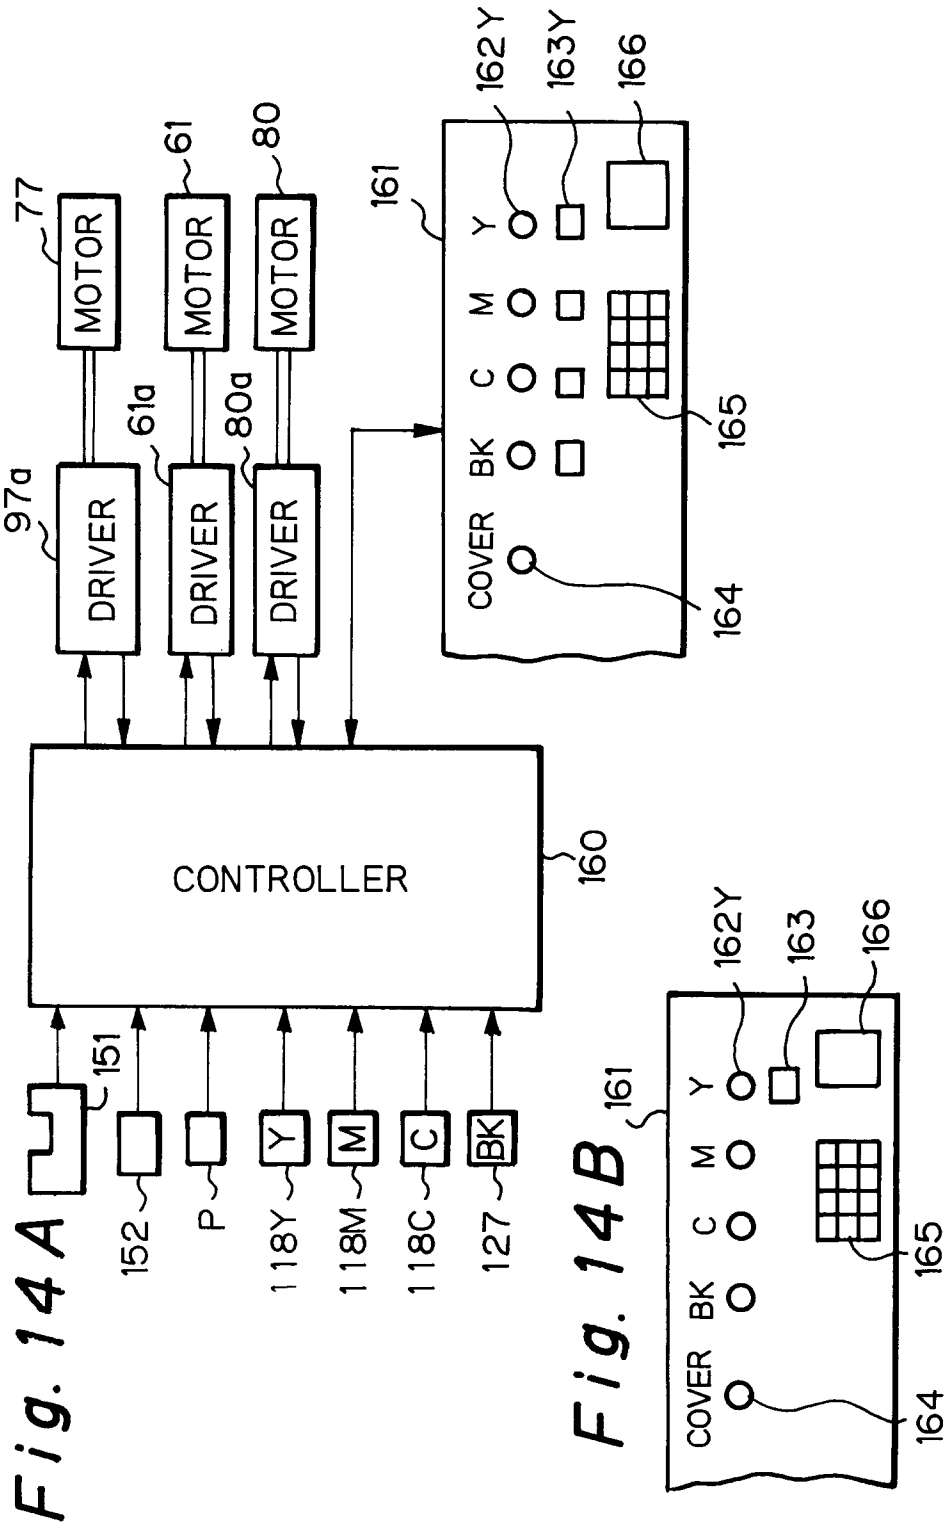 Fig. 14A
151
152
P
118Y
Y
118M
M
118C
C
127
BK
CONTROLLER
160
97a
DRIVER
MOTOR
77
61a
DRIVER
MOTOR
61
80a
DRIVER
MOTOR
80
161
COVER BK C M Y
162Y
163Y
164
165
166
Fig. 14B
161
COVER BK C M Y
162Y
163
164
165
166